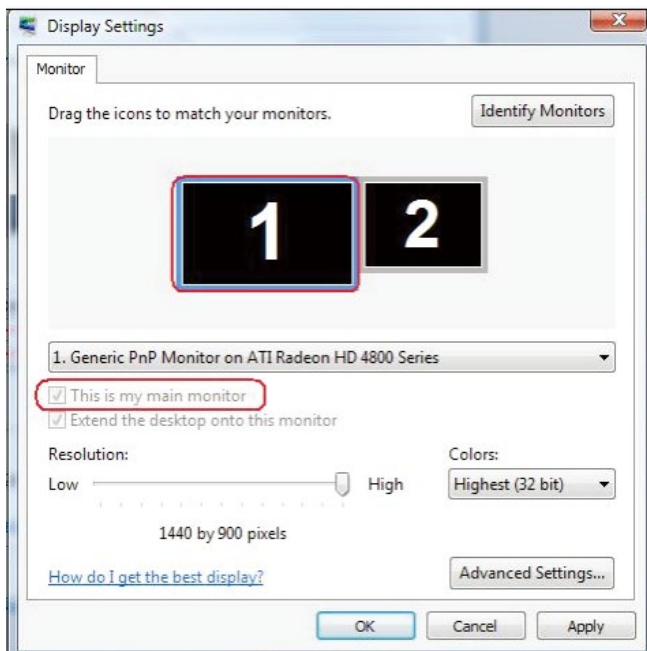 Display Settings
Monitor
Drag the icons to match your monitors.
Identify Monitors
1
2
1. Generic PnP Monitor on ATI Radeon HD 4800 Series
This is my main monitor
Extend the desktop onto this monitor
Resolution:
Colors:
Low
High
Highest (32 bit)
1440 by 900 pixels
How do I get the best display?
Advanced Settings...
OK
Cancel
Apply